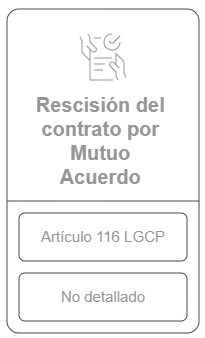 Rescisión del
contrato por
Mutuo
Acuerdo
Artículo 116 LGCP
No detallado